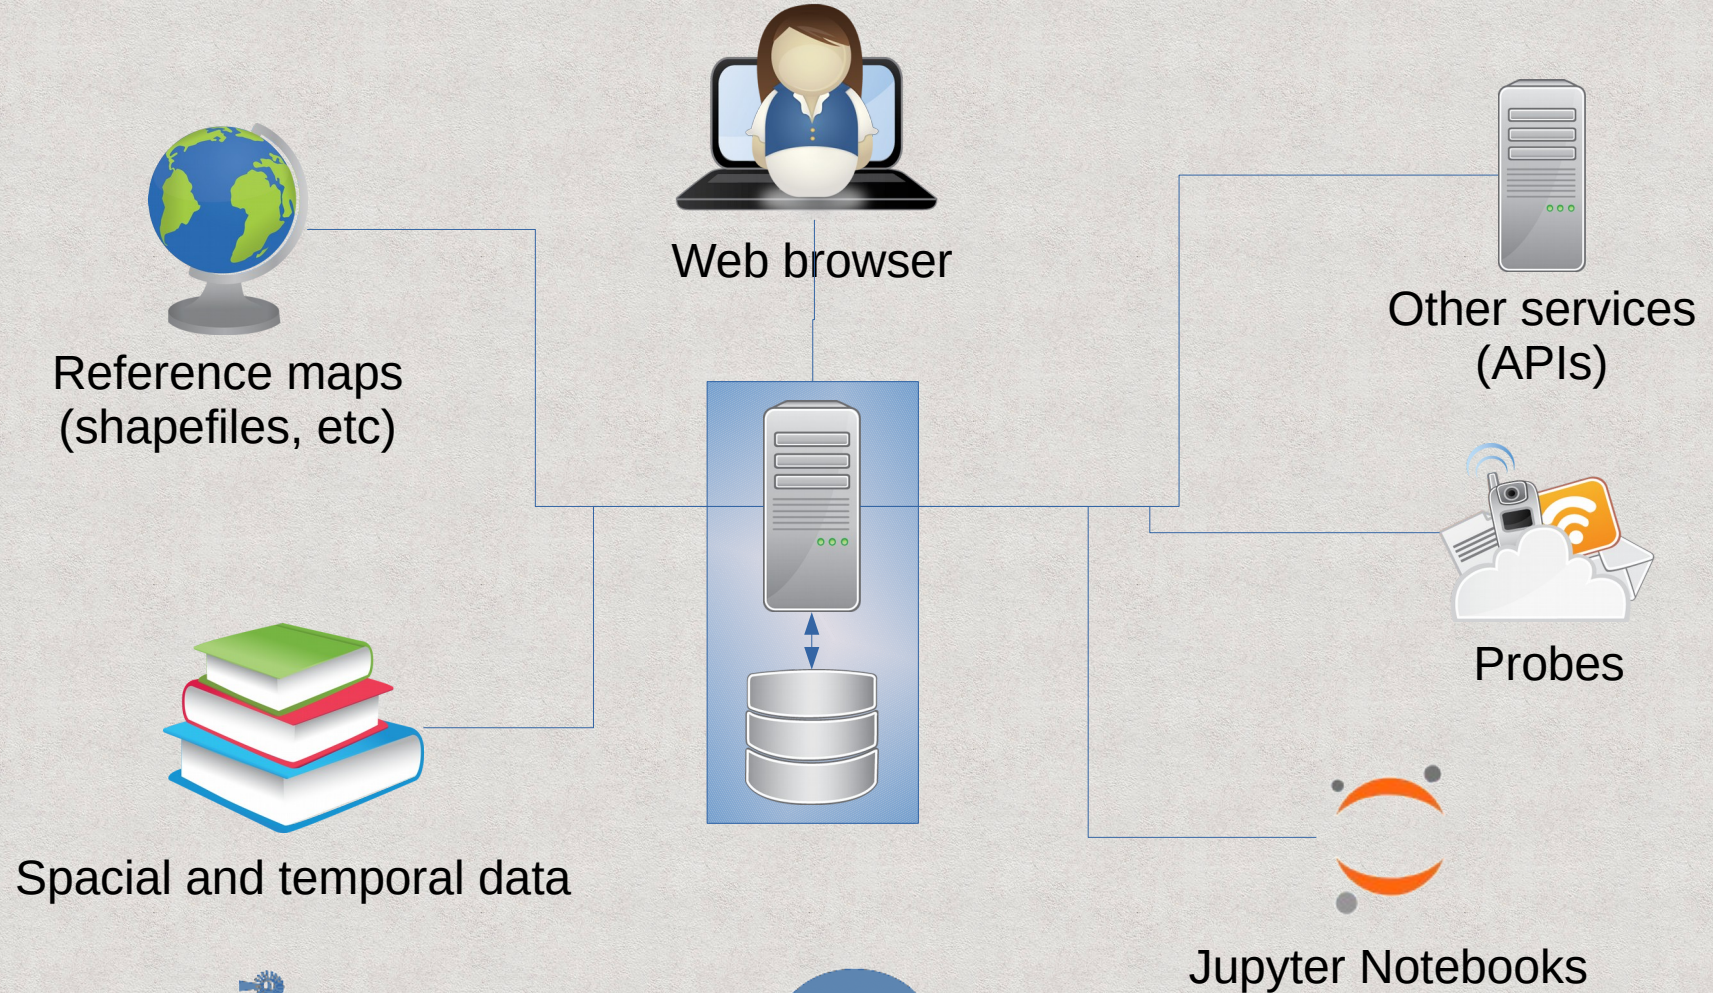 Web browser
Other services
(APIs)
Reference maps
(shapefiles, etc)
Probes
Spacial and temporal data
Jupyter Notebooks